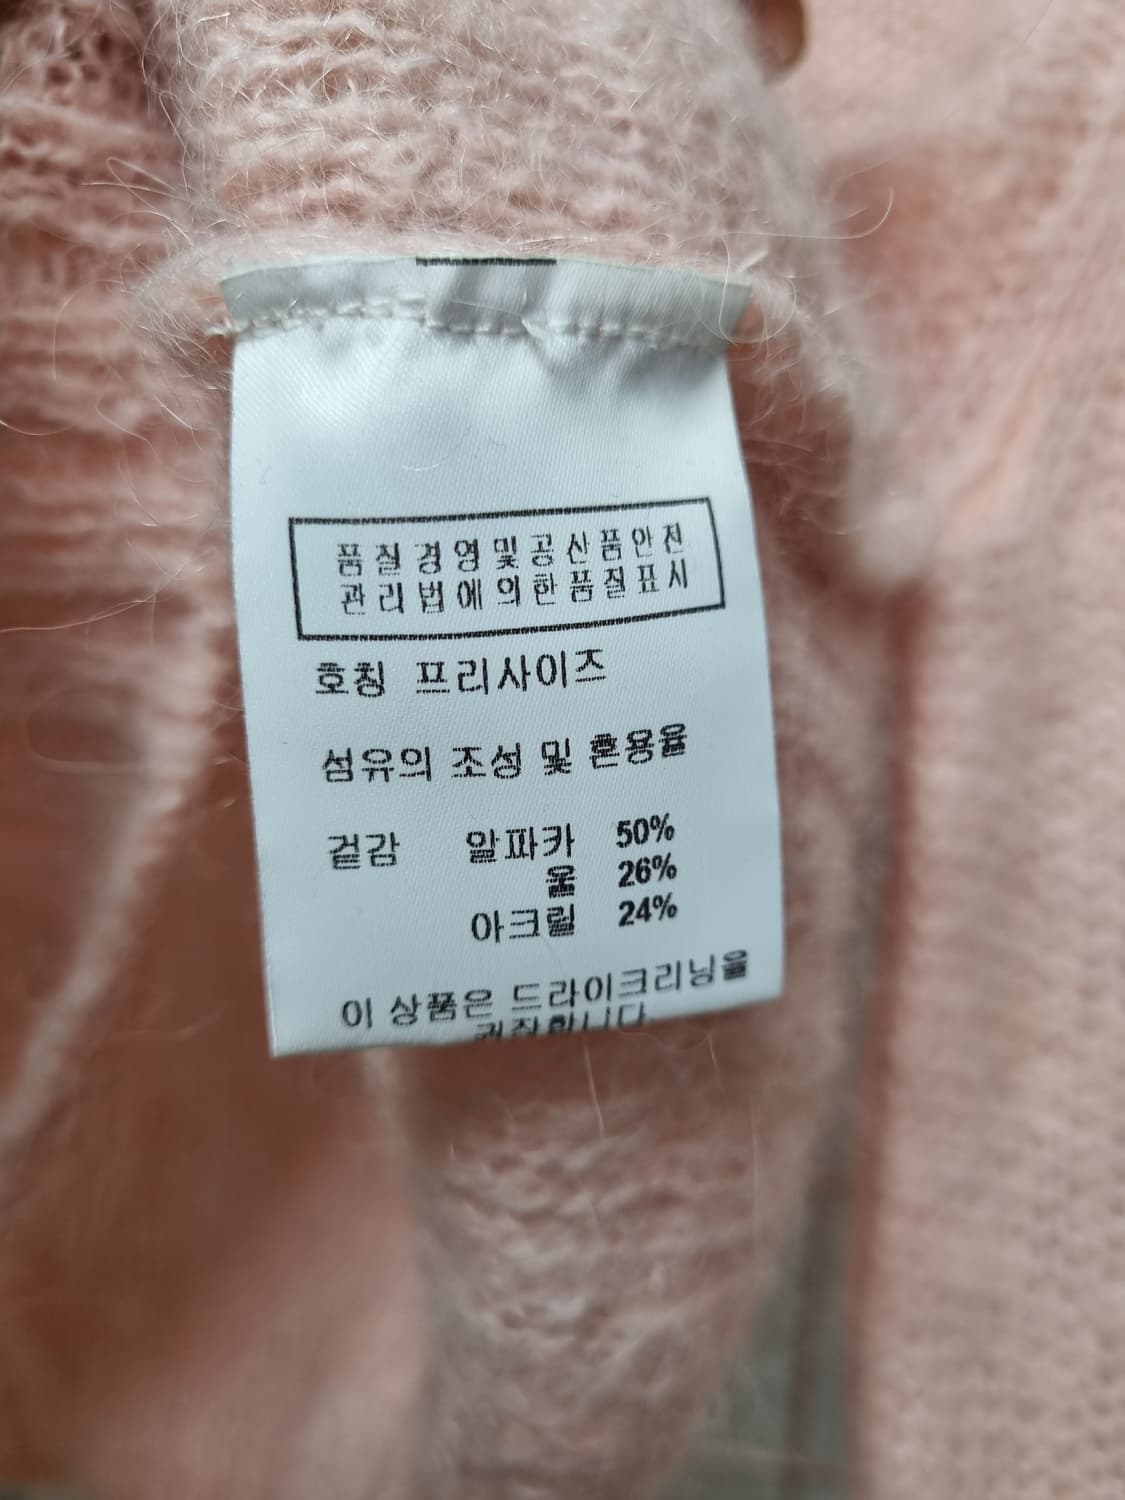 품질경영및공산품안전
관리법에의한품질표시
호칭 프리사이즈
섬유의 조성 및 혼용율
겉감 알파카 50%
울 26%
아크릴 24%
이 상품은 드라이크리닝을
권장합니다.